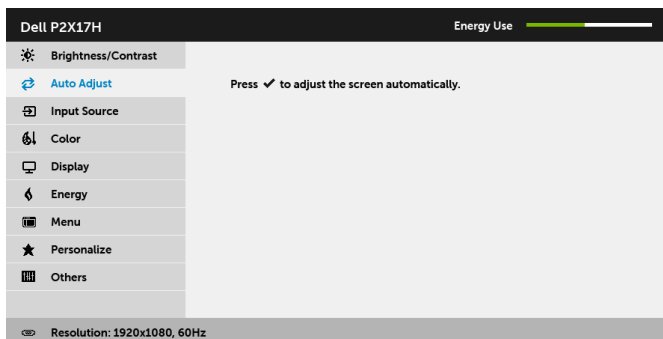 Dell P2X17H Energy Use
Brightness/Contrast
Auto Adjust Press ✓ to adjust the screen automatically.
Input Source
Color
Display
Energy
Menu
Personalize
Others
Resolution: 1920x1080, 60Hz